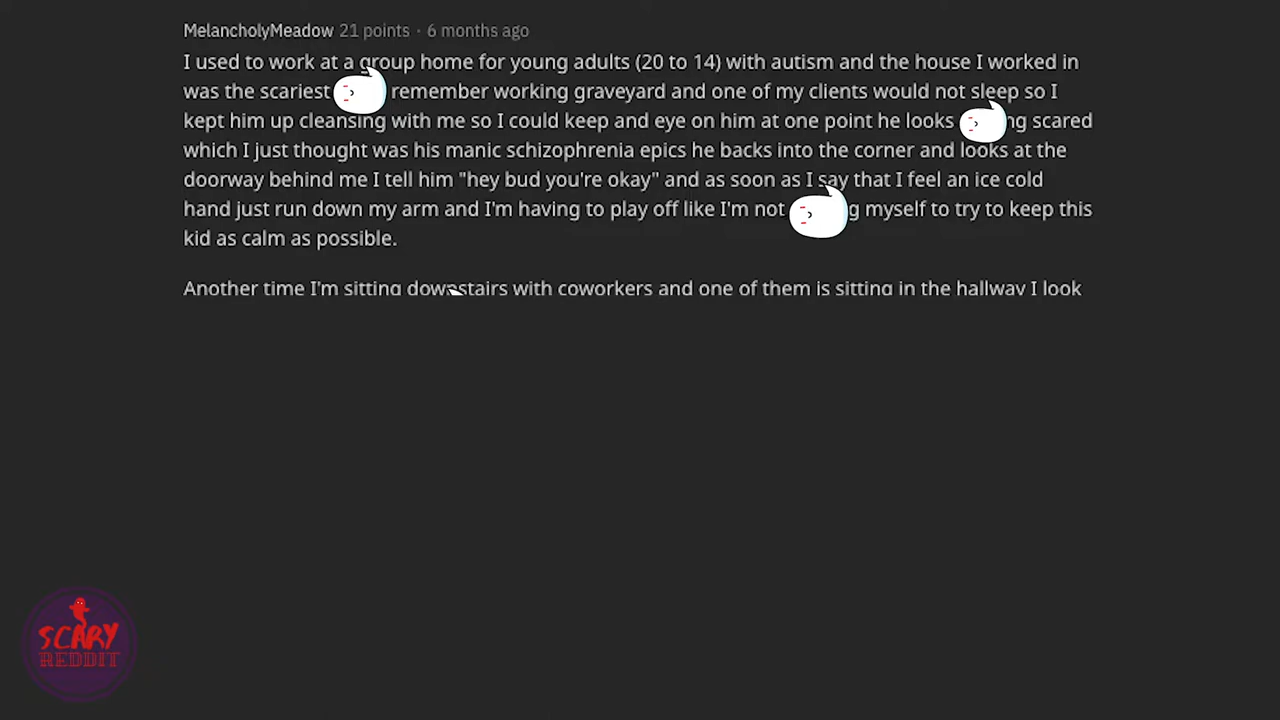 MelancholyMeadow 21 points · 6 months ago
I used to work at a group home for young adults (20 to 14) with autism and the house I worked in
was the scariest remember working graveyard and one of my clients would not sleep so I
kept him up cleansing with me so I could keep and eye on him at one point he looks ng scared
which I just thought was his manic schizophrenia epics he backs into the corner and looks at the
doorway behind me I tell him "hey bud you're okay" and as soon as I say that I feel an ice cold
hand just run down my arm and I'm having to play off like I'm not g myself to try to keep this
kid as calm as possible.
Another time I'm sitting downstairs with coworkers and one of them is sitting in the hallway I look
SCARY
REDDIT